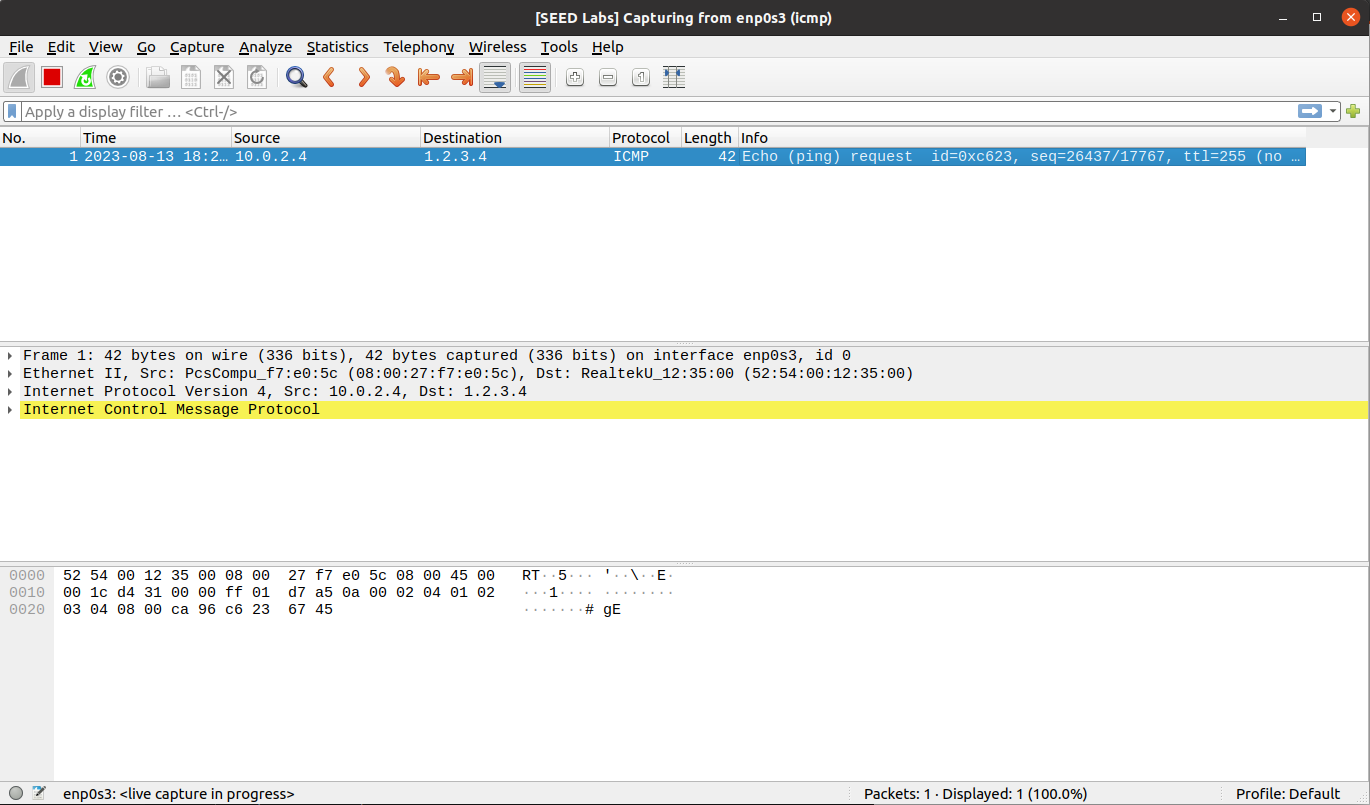 [SEED Labs] Capturing from enp0s3 (icmp)
File Edit View Go Capture Analyze Statistics Telephony Wireless Tools Help
Apply a display filter … <Ctrl-/>
No. Time Source Destination Protocol Length Info
1 2023-08-13 18:2… 10.0.2.4 1.2.3.4 ICMP 42 Echo (ping) request id=0xc623, seq=26437/17767, ttl=255 (no …
Frame 1: 42 bytes on wire (336 bits), 42 bytes captured (336 bits) on interface enp0s3, id 0
Ethernet II, Src: PcsCompu_f7:e0:5c (08:00:27:f7:e0:5c), Dst: RealtekU_12:35:00 (52:54:00:12:35:00)
Internet Protocol Version 4, Src: 10.0.2.4, Dst: 1.2.3.4
Internet Control Message Protocol
0000 52 54 00 12 35 00 08 00 27 f7 e0 5c 08 00 45 00 RT··5··· '··\··E·
0010 00 1c d4 31 00 00 ff 01 d7 a5 0a 00 02 04 01 02 ···1···· ········
0020 03 04 08 00 ca 96 c6 23 67 45 ·······# gE
enp0s3: <live capture in progress> Packets: 1 · Displayed: 1 (100.0%) Profile: Default